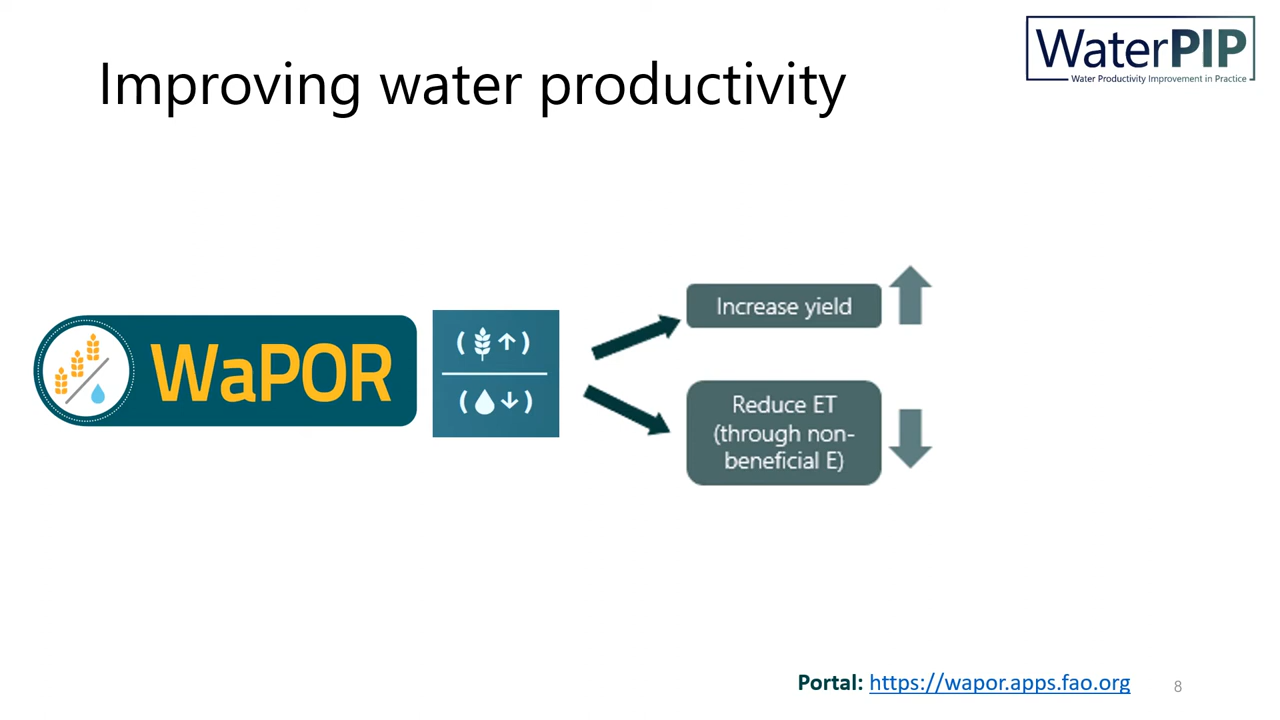 WaterPIP
Water Productivity Improvement in Practice
Improving water productivity
WaPOR
Increase yield
Reduce ET
(through non-
beneficial E)
Portal: https://wapor.apps.fao.org
8